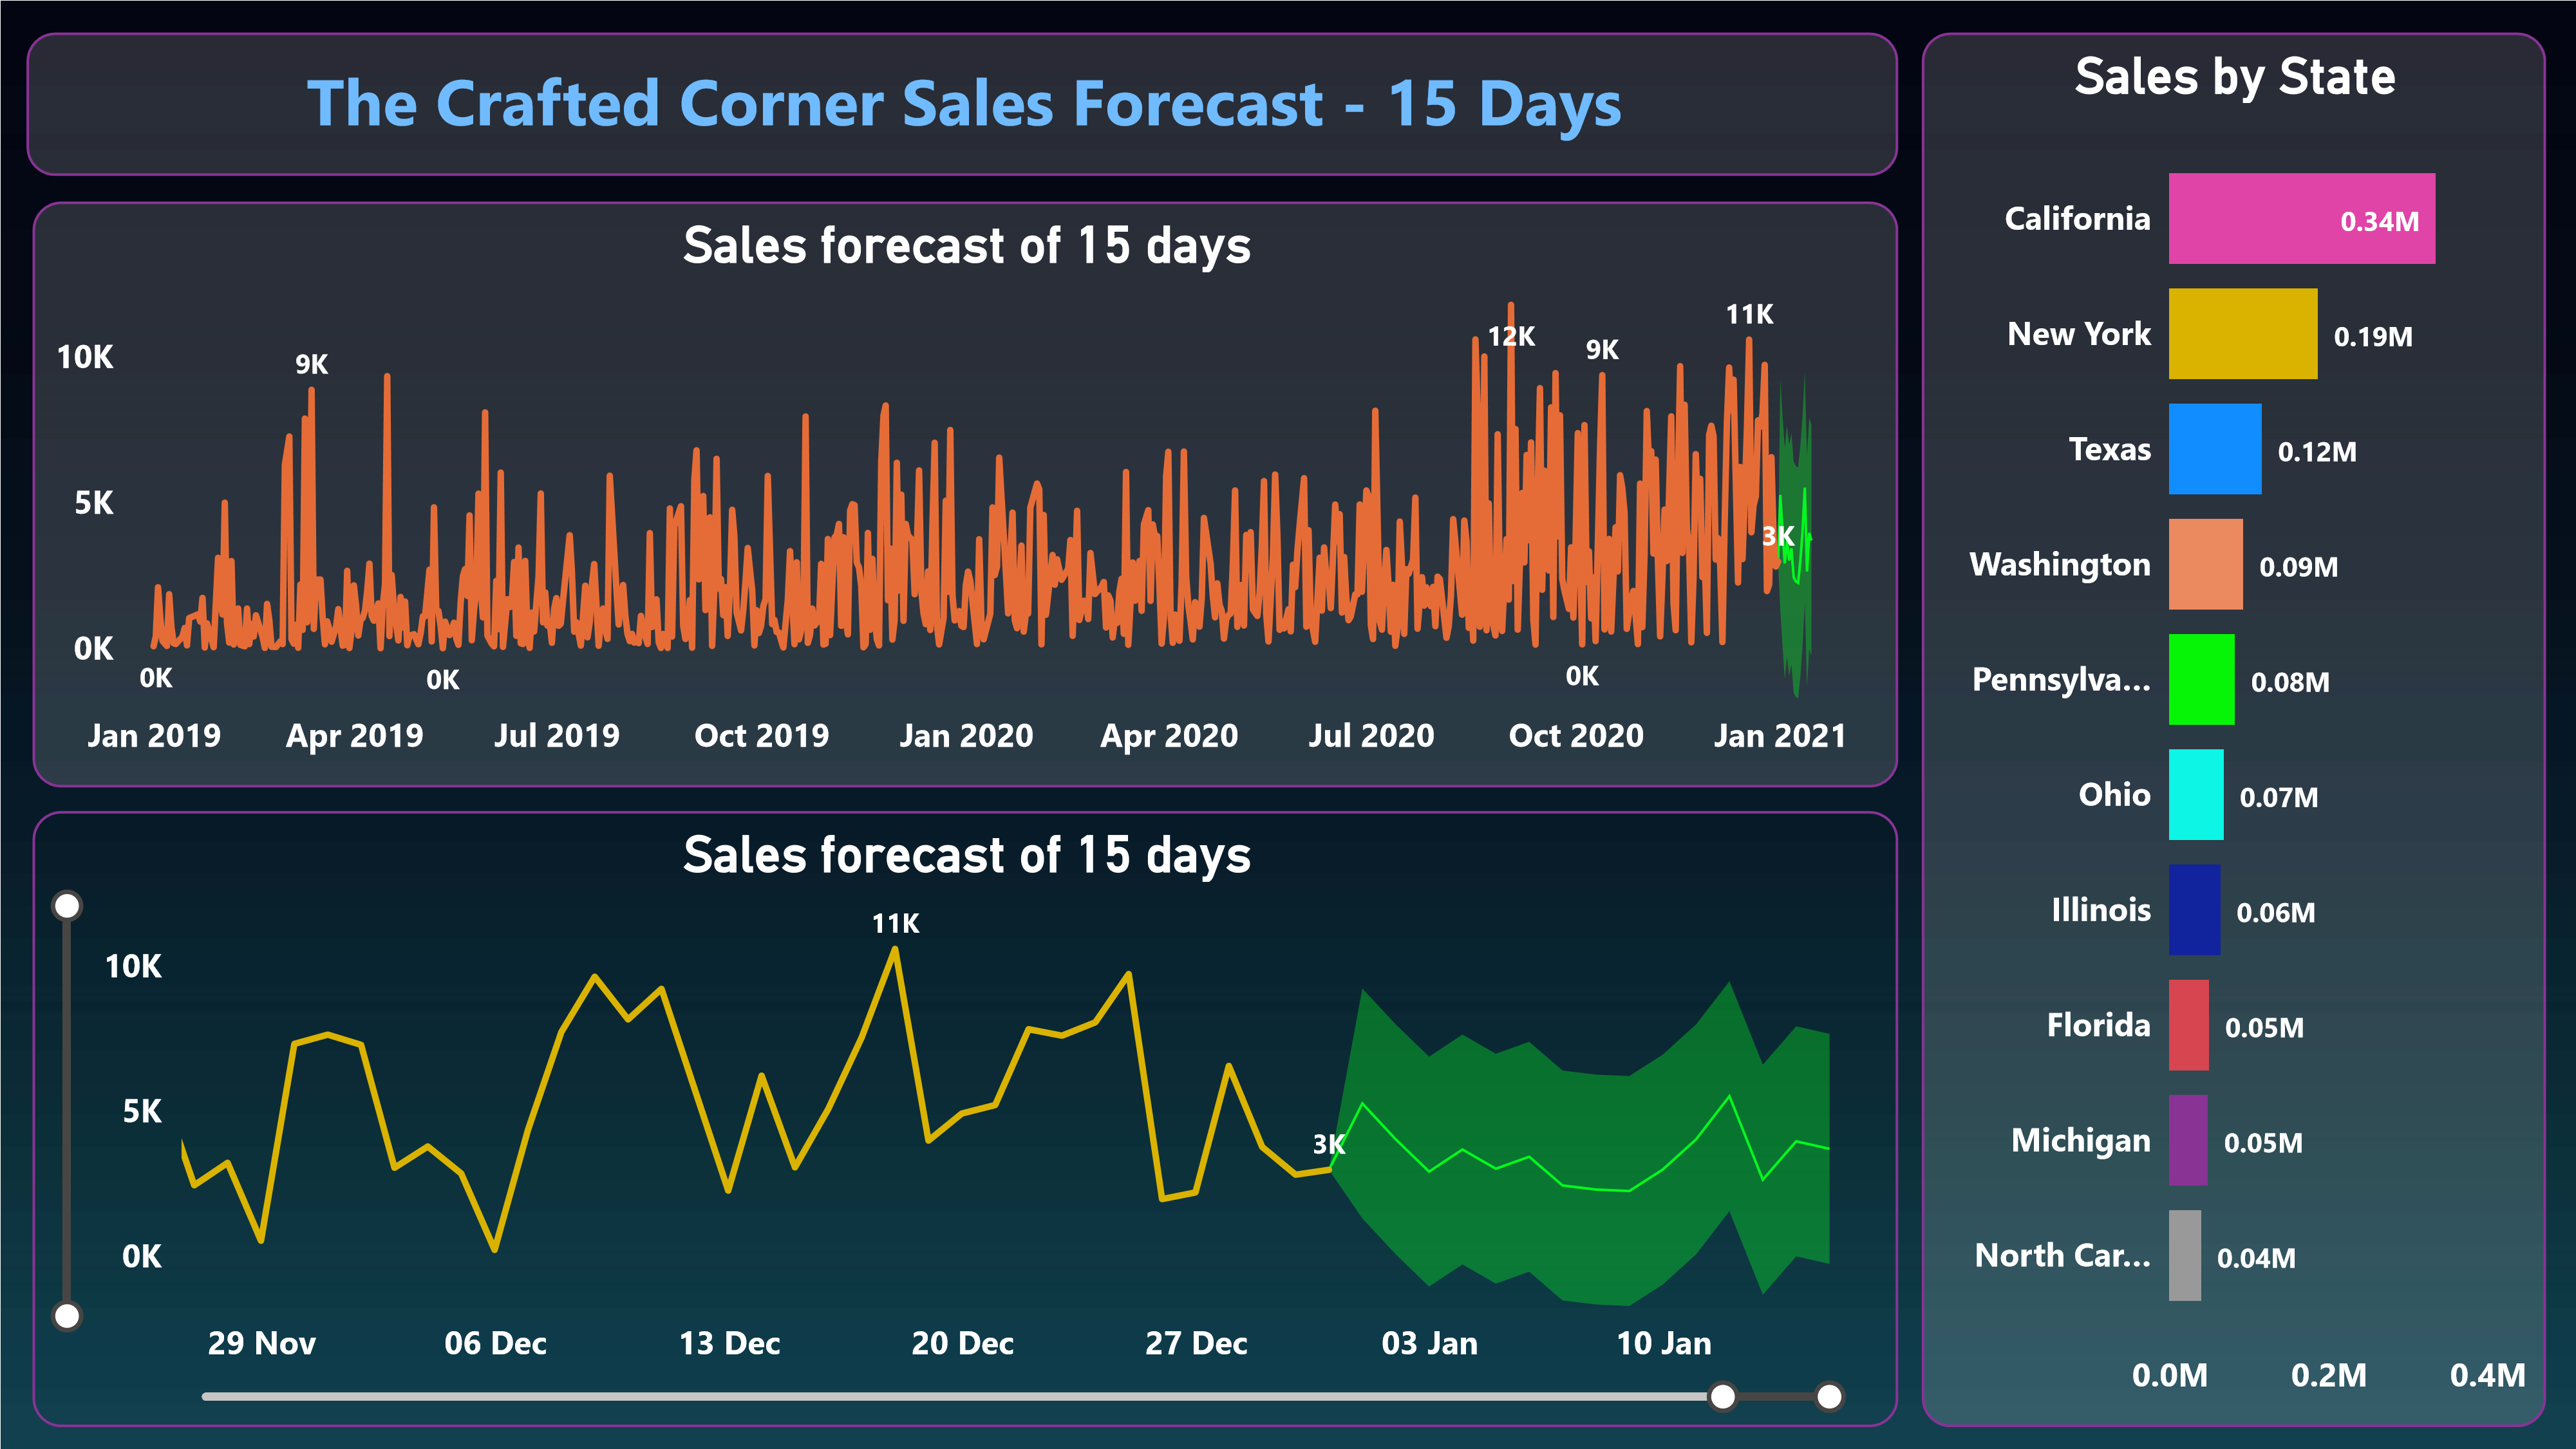 The Crafted Corner Sales Forecast - 15 Days
Sales forecast of 15 days
10K
5K
0K
9K
12K
9K
11K
3K
0K
0K
0K
Jan 2019
Apr 2019
Jul 2019
Oct 2019
Jan 2020
Apr 2020
Jul 2020
Oct 2020
Jan 2021
Sales forecast of 15 days
10K
5K
0K
11K
3K
29 Nov
06 Dec
13 Dec
20 Dec
27 Dec
03 Jan
10 Jan
Sales by State
California 0.34M
New York 0.19M
Texas 0.12M
Washington 0.09M
Pennsylva... 0.08M
Ohio 0.07M
Illinois 0.06M
Florida 0.05M
Michigan 0.05M
North Car... 0.04M
0.0M 0.2M 0.4M